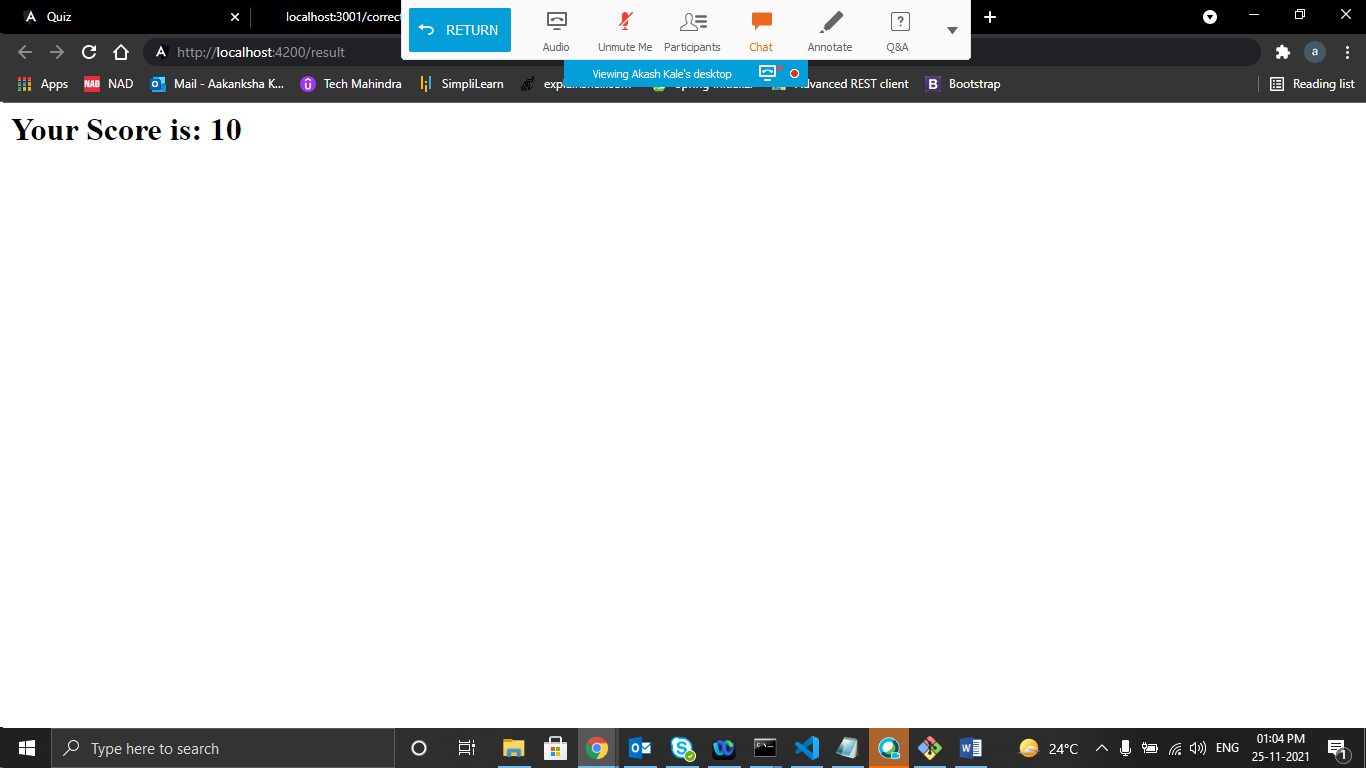 Quiz
localhost:3001/correct
RETURN
Audio
Unmute Me
Participants
Chat
Annotate
Q&A
http://localhost:4200/result
a
Viewing Akash Kale's desktop
Apps
NAD NAD
Mail - Aakanksha K...
Tech Mahindra
SimpliLearn
Advanced REST client
B Bootstrap
Reading list
Your Score is: 10
Type here to search
24°C
ENG
01:04 PM
25-11-2021
1